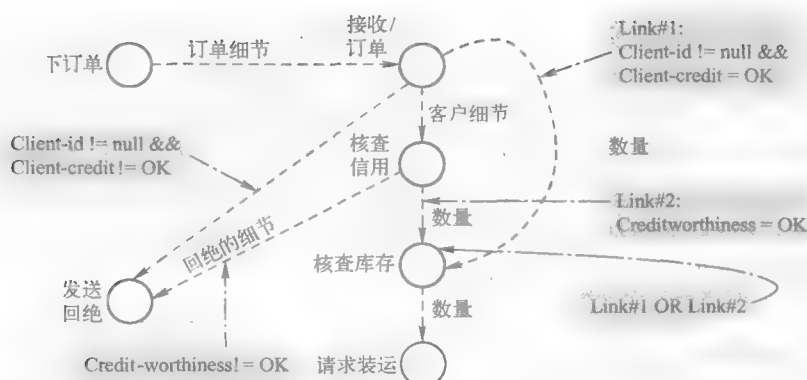 接收/
订单
订单细节
下订单
Link#1:
Client-id != null &&
Client-credit = OK
客户细节
Client-id != null &&
Client-credit != OK
核查
信用
数量
Link#2:
Creditworthiness = OK
数量
回绝的细节
核查库存
发送
回绝
数量
Link#1 OR Link#2
Credit-worthiness! = OK
请求装运